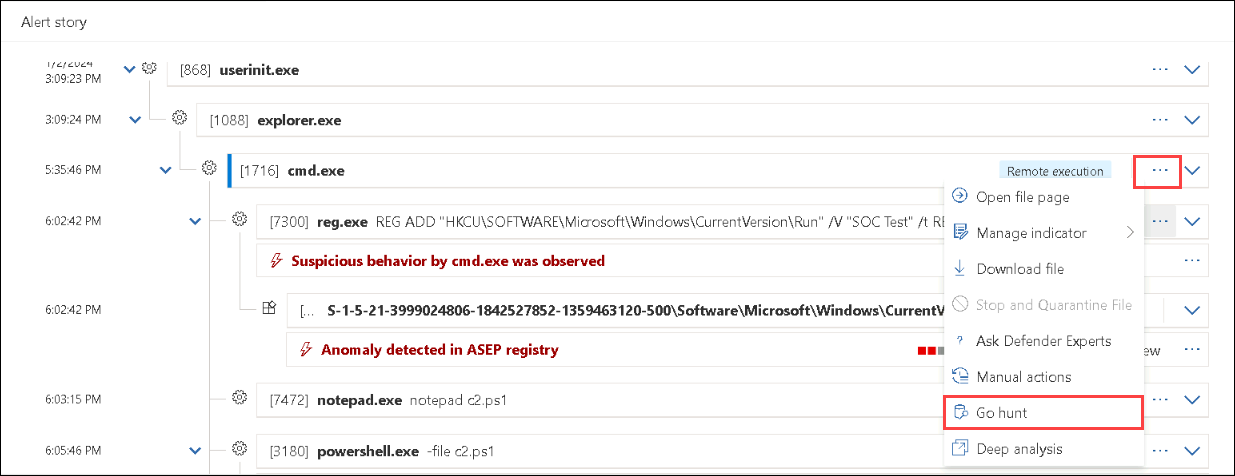 Alert story
1/2/2024
3:09:23 PM
[868] userinit.exe
3:09:24 PM
[1088] explorer.exe
5:35:46 PM
[1716] cmd.exe
Remote execution
Open file page
6:02:42 PM
[7300] reg.exe REG ADD "HKCU\SOFTWARE\Microsoft\Windows\CurrentVersion\Run" /V "SOC Test" /t RE
Manage indicator
Suspicious behavior by cmd.exe was observed
Download file
6:02:42 PM
[... S-1-5-21-3999024806-1842527852-1359463120-500\Software\Microsoft\Windows\CurrentV
Stop and Quarantine File
Ask Defender Experts
Anomaly detected in ASEP registry
ew
Manual actions
6:03:15 PM
[7472] notepad.exe notepad c2.ps1
Go hunt
6:05:46 PM
[3180] powershell.exe -file c2.ps1
Deep analysis